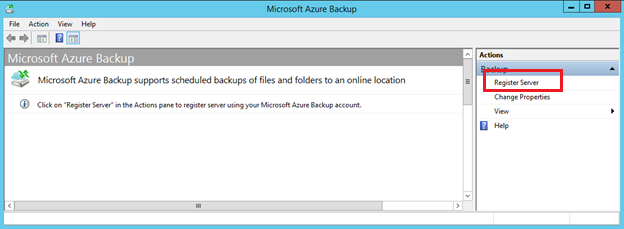 Microsoft Azure Backup
File Action View Help
Microsoft Azure Backup
Microsoft Azure Backup supports scheduled backups of files and folders to an online location
Click on "Register Server" in the Actions pane to register server using your Microsoft Azure Backup account.
Actions
Backup
Register Server
Change Properties
View
Help